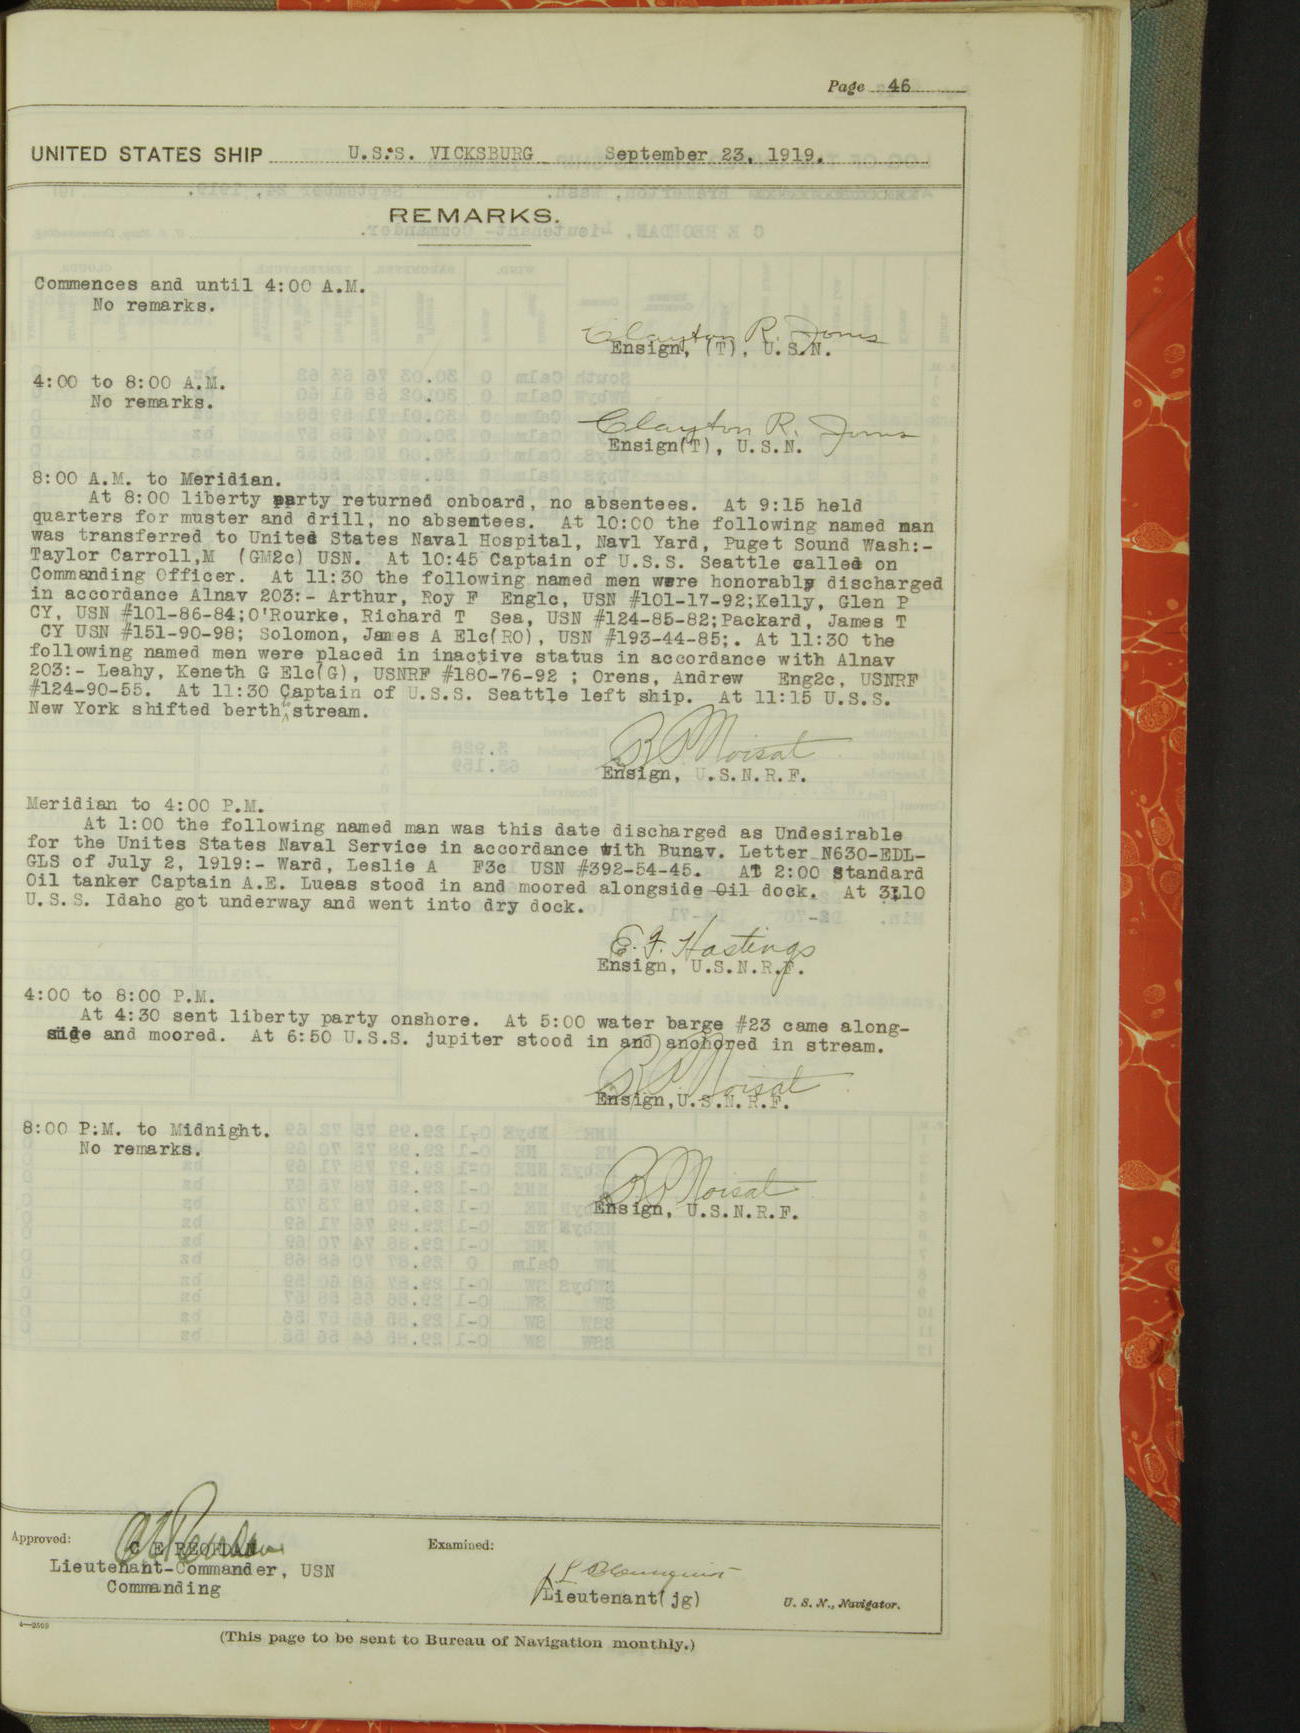 Page 46
UNITED STATES SHIP U.S.S. VICKSBURG September 23, 1919.
REMARKS.
Commences and until 4:00 A.M.
No remarks.
Clayton R. Jones
Ensign, (T), U.S.N.
4:00 to 8:00 A.M.
No remarks.
Clayton R. Jones
Ensign(T), U.S.N.
8:00 A.M. to Meridian.
At 8:00 liberty party returned onboard, no absentees. At 9:15 held
quarters for muster and drill, no absentees. At 10:00 the following named man
was transferred to United States Naval Hospital, Navl Yard, Puget Sound Wash:-
Taylor Carroll,M (GM2c) USN. At 10:45 Captain of U.S.S. Seattle called on
Commanding Officer. At 11:30 the following named men were honorably discharged
in accordance Alnav 203:- Arthur, Roy F Eng1c, USN #101-17-92;Kelly, Glen P
CY, USN #101-86-84;O'Rourke, Richard T Sea, USN #124-85-82;Packard, James T
CY USN #151-90-98; Solomon, James A Elc(RO), USN #193-44-85;. At 11:30 the
following named men were placed in inactive status in accordance with Alnav
203:- Leahy, Keneth G Elc(G), USNRF #180-76-92 ; Orens, Andrew Eng2c, USNRF
#124-90-55. At 11:30 Captain of U.S.S. Seattle left ship. At 11:15 U.S.S.
New York shifted berth stream.
R P Moisat
Ensign, U.S.N.R.F.
Meridian to 4:00 P.M.
At 1:00 the following named man was this date discharged as Undesirable
for the Unites States Naval Service in accordance with Bunav. Letter N630-EDL-
GLS of July 2, 1919:- Ward, Leslie A F3c USN #392-54-45. At 2:00 Standard
Oil tanker Captain A.E. Lueas stood in and moored alongside Oil dock. At 3:10
U.S.S. Idaho got underway and went into dry dock.
E. F. Hastings
Ensign, U.S.N.R.F.
4:00 to 8:00 P.M.
At 4:30 sent liberty party onshore. At 5:00 water barge #23 came along-
side and moored. At 6:50 U.S.S. jupiter stood in and anchored in stream.
R P Moisat
Ensign,U.S.N.R.F.
8:00 P.M. to Midnight.
No remarks.
R P Moisat
Ensign, U.S.N.R.F.
Approved:
C E REORDAN
Lieutenant-Commander, USN
Commanding
Examined:
Lieutenant(jg)
U. S. N., Navigator.
4—2509
(This page to be sent to Bureau of Navigation monthly.)